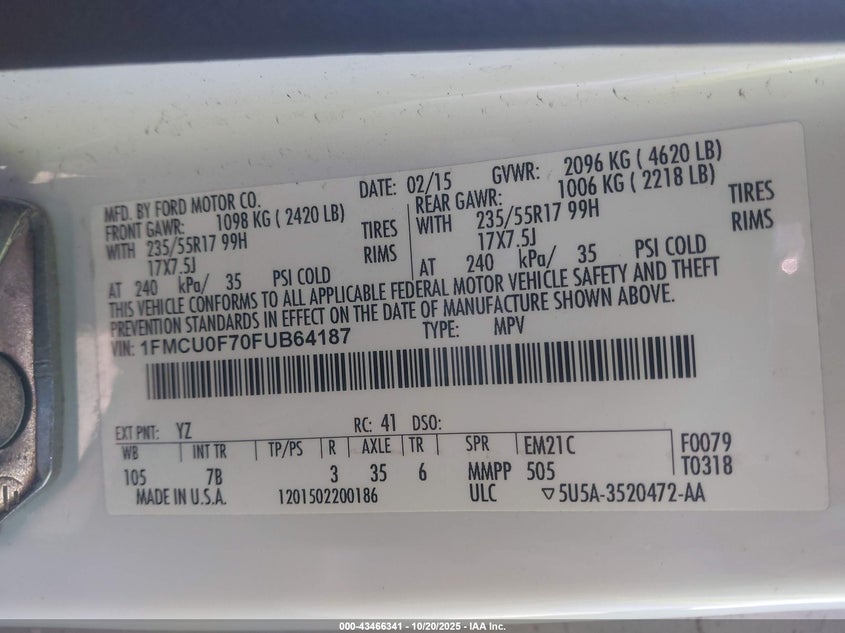 MFD. BY FORD MOTOR CO. DATE: 02/15 GVWR: 2096 KG ( 4620 LB)
FRONT GAWR: 1098 KG ( 2420 LB) REAR GAWR: 1006 KG ( 2218 LB)
WITH 235/55R17 99H TIRES WITH 235/55R17 99H TIRES
17X7.5J RIMS 17X7.5J RIMS
AT 240 kPa/ 35 PSI COLD AT 240 kPa/ 35 PSI COLD
THIS VEHICLE CONFORMS TO ALL APPLICABLE FEDERAL MOTOR VEHICLE SAFETY AND THEFT
PREVENTION STANDARDS IN EFFECT ON THE DATE OF MANUFACTURE SHOWN ABOVE.
VIN: 1FMCU0F70FUB64187 TYPE: MPV
EXT PNT: YZ RC: 41 DSO:
WB INT TR TP/PS R AXLE TR SPR EM21C F0079
105 7B 3 35 6 MMPP 505 T0318
MADE IN U.S.A. 1201502200186 ULC ▽5U5A-3520472-AA
000-43466341 | 10/20/2025 - IAA Inc.